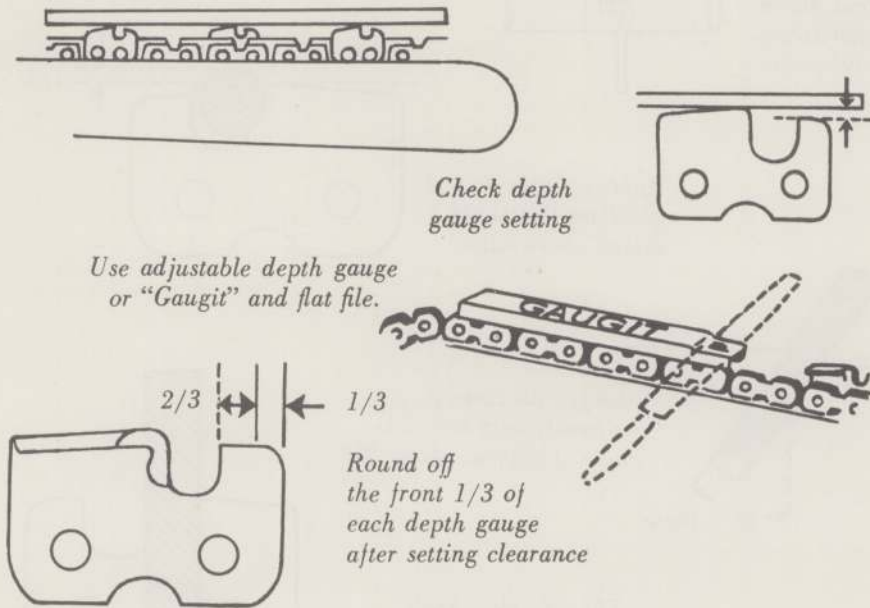 Check depth
gauge setting
Use adjustable depth gauge
or “Gaugit” and flat file.
GAUGIT
2/3
1/3
Round off
the front 1/3 of
each depth gauge
after setting clearance